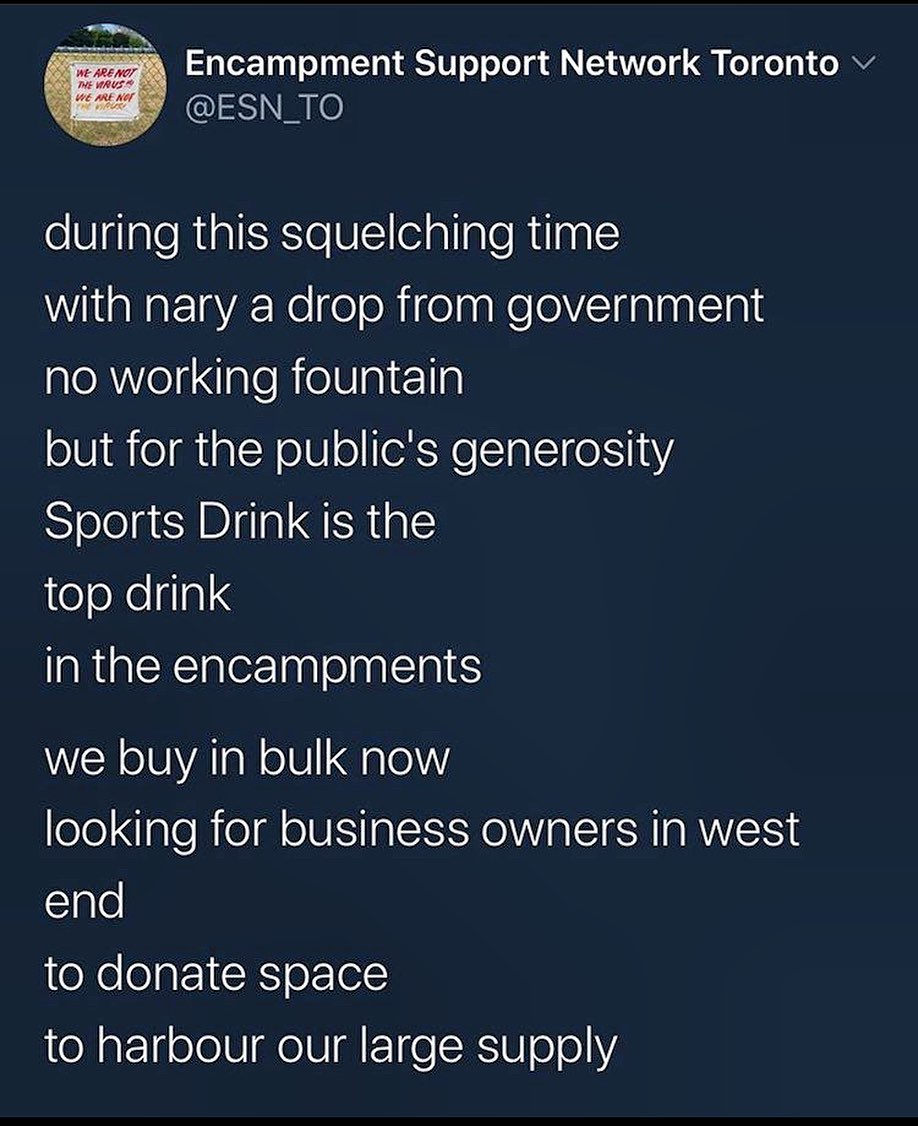 WE ARE NOT
THE VIRUS
WE ARE NOT
THE VIRUS
Encampment Support Network Toronto
@ESN_TO
during this squelching time
with nary a drop from government
no working fountain
but for the public's generosity
Sports Drink is the
top drink
in the encampments
we buy in bulk now
looking for business owners in west
end
to donate space
to harbour our large supply